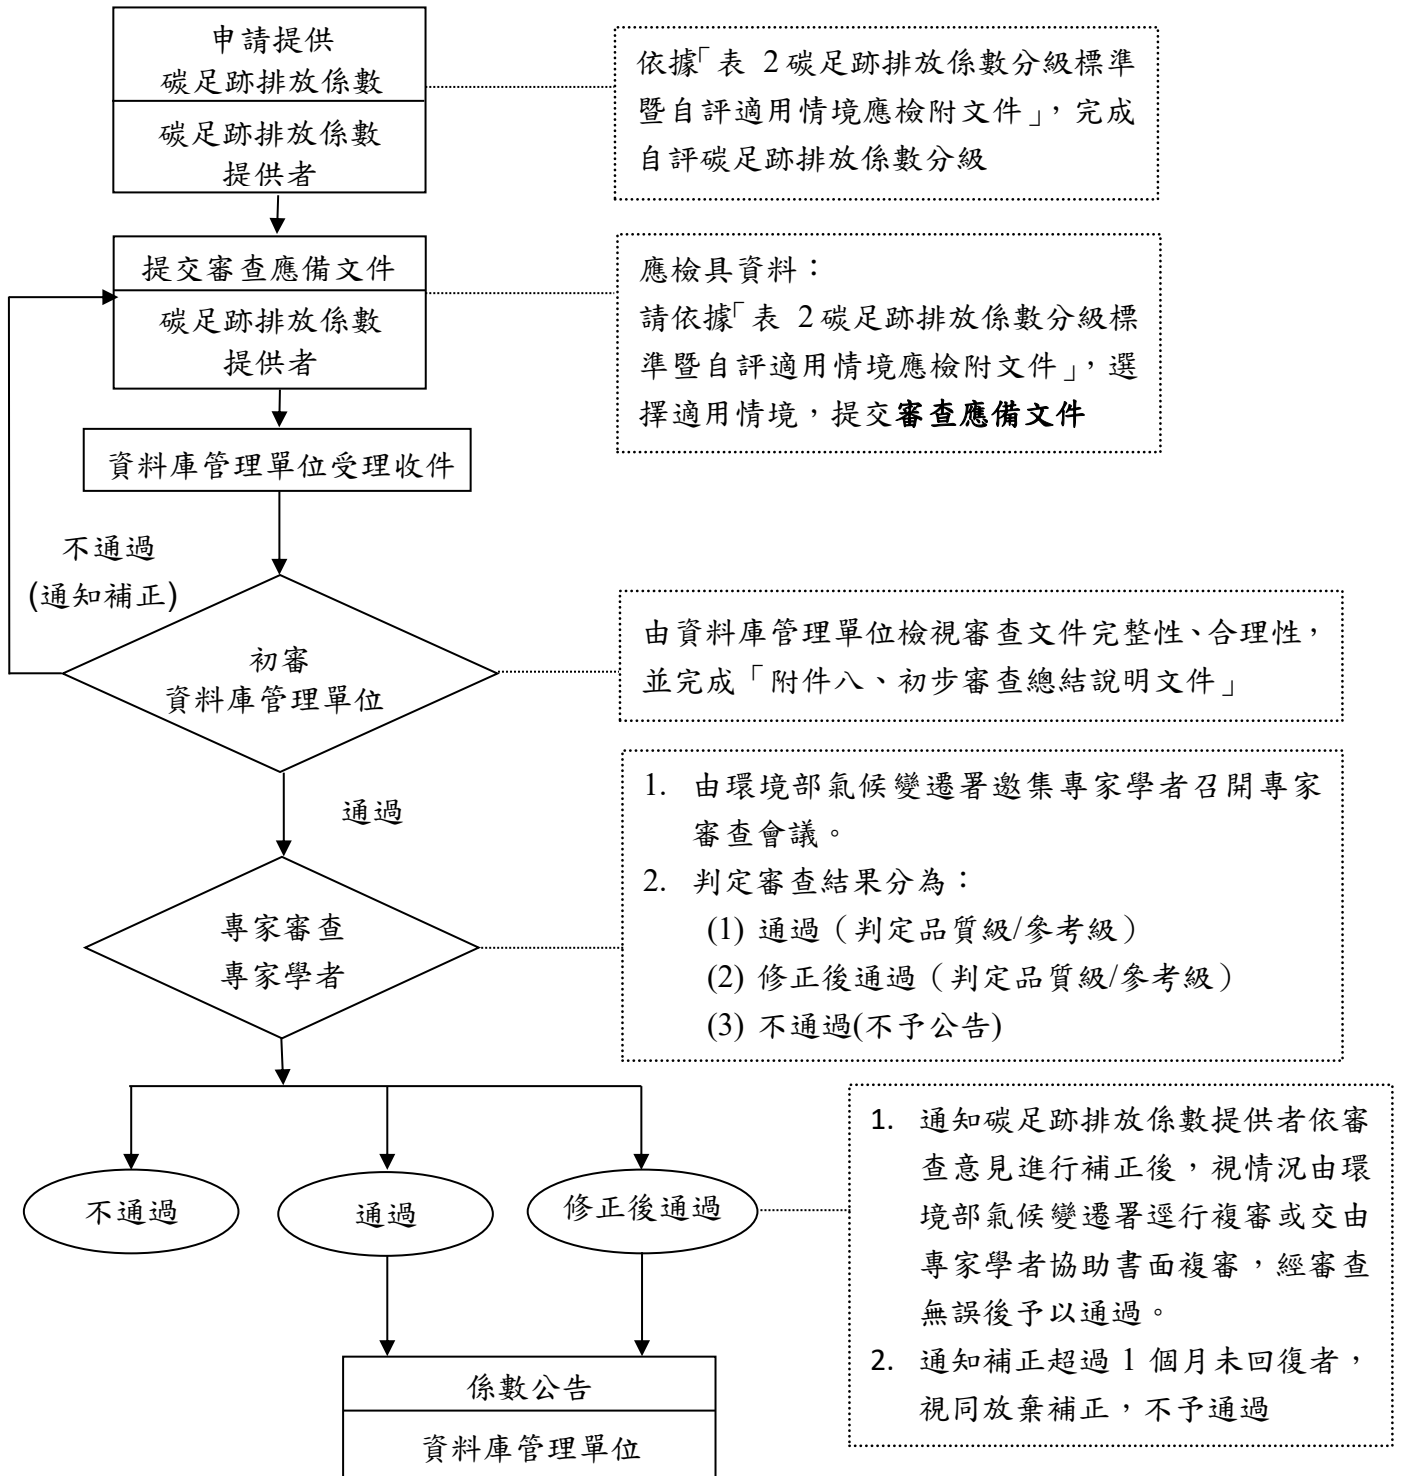 申請提供
碳足跡排放係數
碳足跡排放係數
提供者
依據「表 2 碳足跡排放係數分級標準
暨自評適用情境應檢附文件」，完成
自評碳足跡排放係數分級
提交審查應備文件
碳足跡排放係數
提供者
應檢具資料：
請依據「表 2 碳足跡排放係數分級標
準暨自評適用情境應檢附文件」，選
擇適用情境，提交審查應備文件
資料庫管理單位受理收件
不通過
(通知補正)
初審
資料庫管理單位
由資料庫管理單位檢視審查文件完整性、合理性，
並完成「附件八、初步審查總結說明文件」
通過
1. 由環境部氣候變遷署邀集專家學者召開專家
審查會議。
2. 判定審查結果分為：
(1) 通過（判定品質級/參考級）
(2) 修正後通過（判定品質級/參考級）
(3) 不通過(不予公告)
專家審查
專家學者
不通過
通過
修正後通過
1. 通知碳足跡排放係數提供者依審
查意見進行補正後，視情況由環
境部氣候變遷署逕行複審或交由
專家學者協助書面複審，經審查
無誤後予以通過。
2. 通知補正超過 1 個月未回復者，
視同放棄補正，不予通過
係數公告
資料庫管理單位